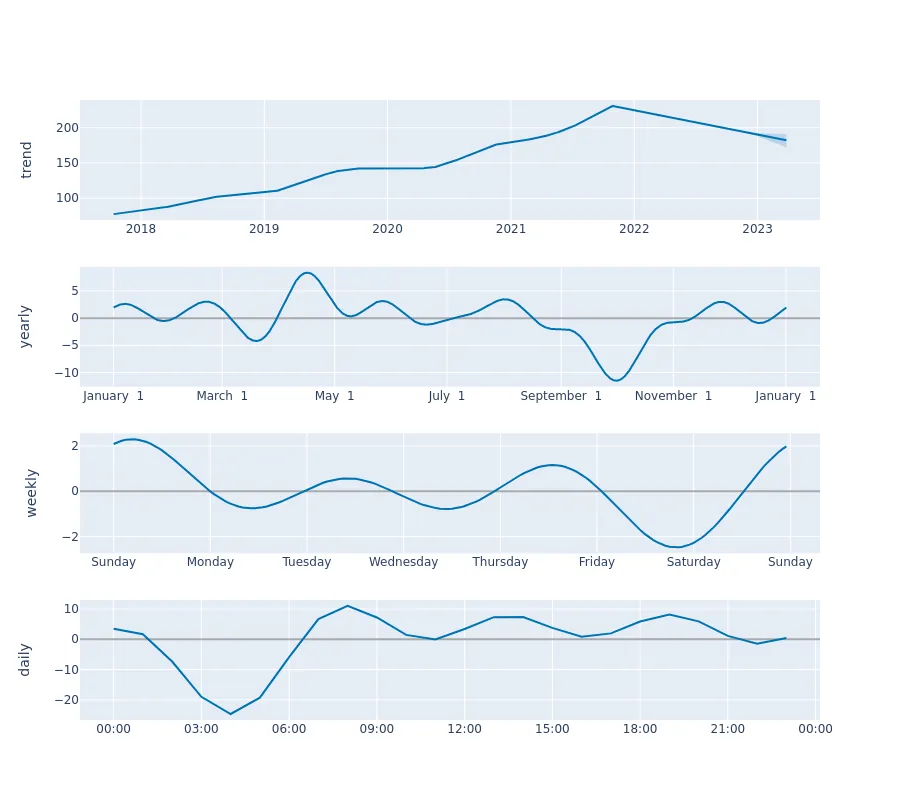 trend
200
150
100
2018 2019 2020 2021 2022 2023
yearly
5
0
−5
−10
January 1 March 1 May 1 July 1 September 1 November 1 January 1
weekly
2
0
−2
Sunday Monday Tuesday Wednesday Thursday Friday Saturday Sunday
daily
10
0
−10
−20
00:00 03:00 06:00 09:00 12:00 15:00 18:00 21:00 00:00